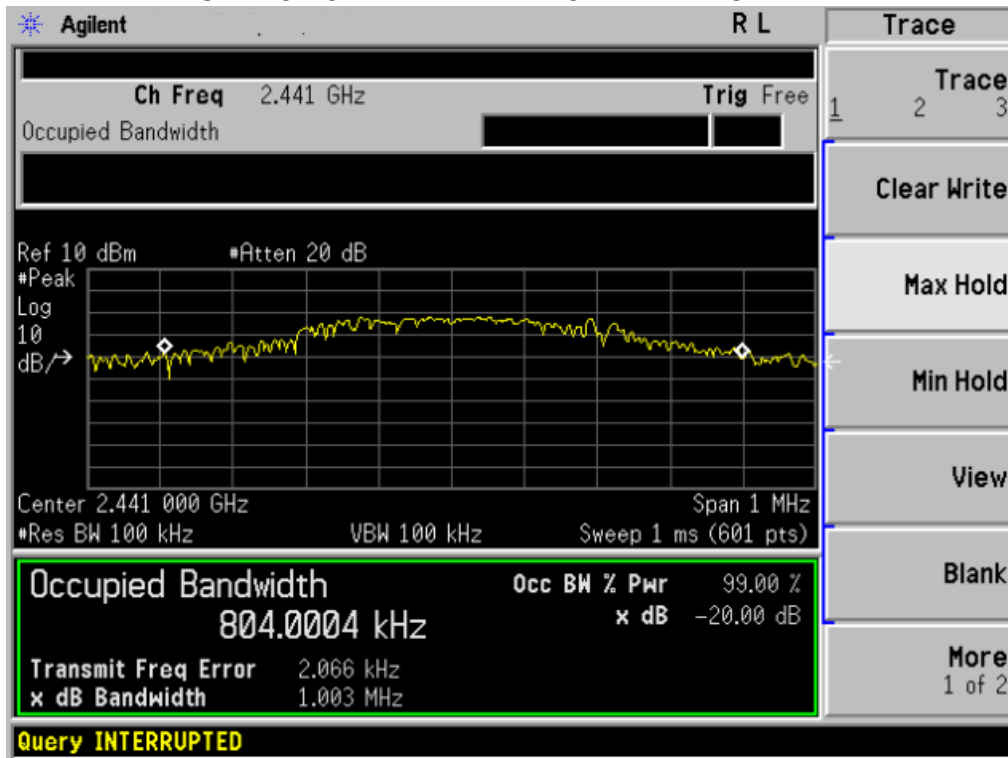 Agilent R L Trace
Ch Freq 2.441 GHz Trig Free
Occupied Bandwidth
Trace
1 2 3
Clear Write
Max Hold
Min Hold
View
Blank
More
1 of 2
Ref 10 dBm #Atten 20 dB
#Peak
Log
10
dB/
Center 2.441 000 GHz Span 1 MHz
#Res BW 100 kHz VBW 100 kHz Sweep 1 ms (601 pts)
Occupied Bandwidth Occ BW % Pwr 99.00 %
804.0004 kHz x dB -20.00 dB
Transmit Freq Error 2.066 kHz
x dB Bandwidth 1.003 MHz
Query INTERRUPTED